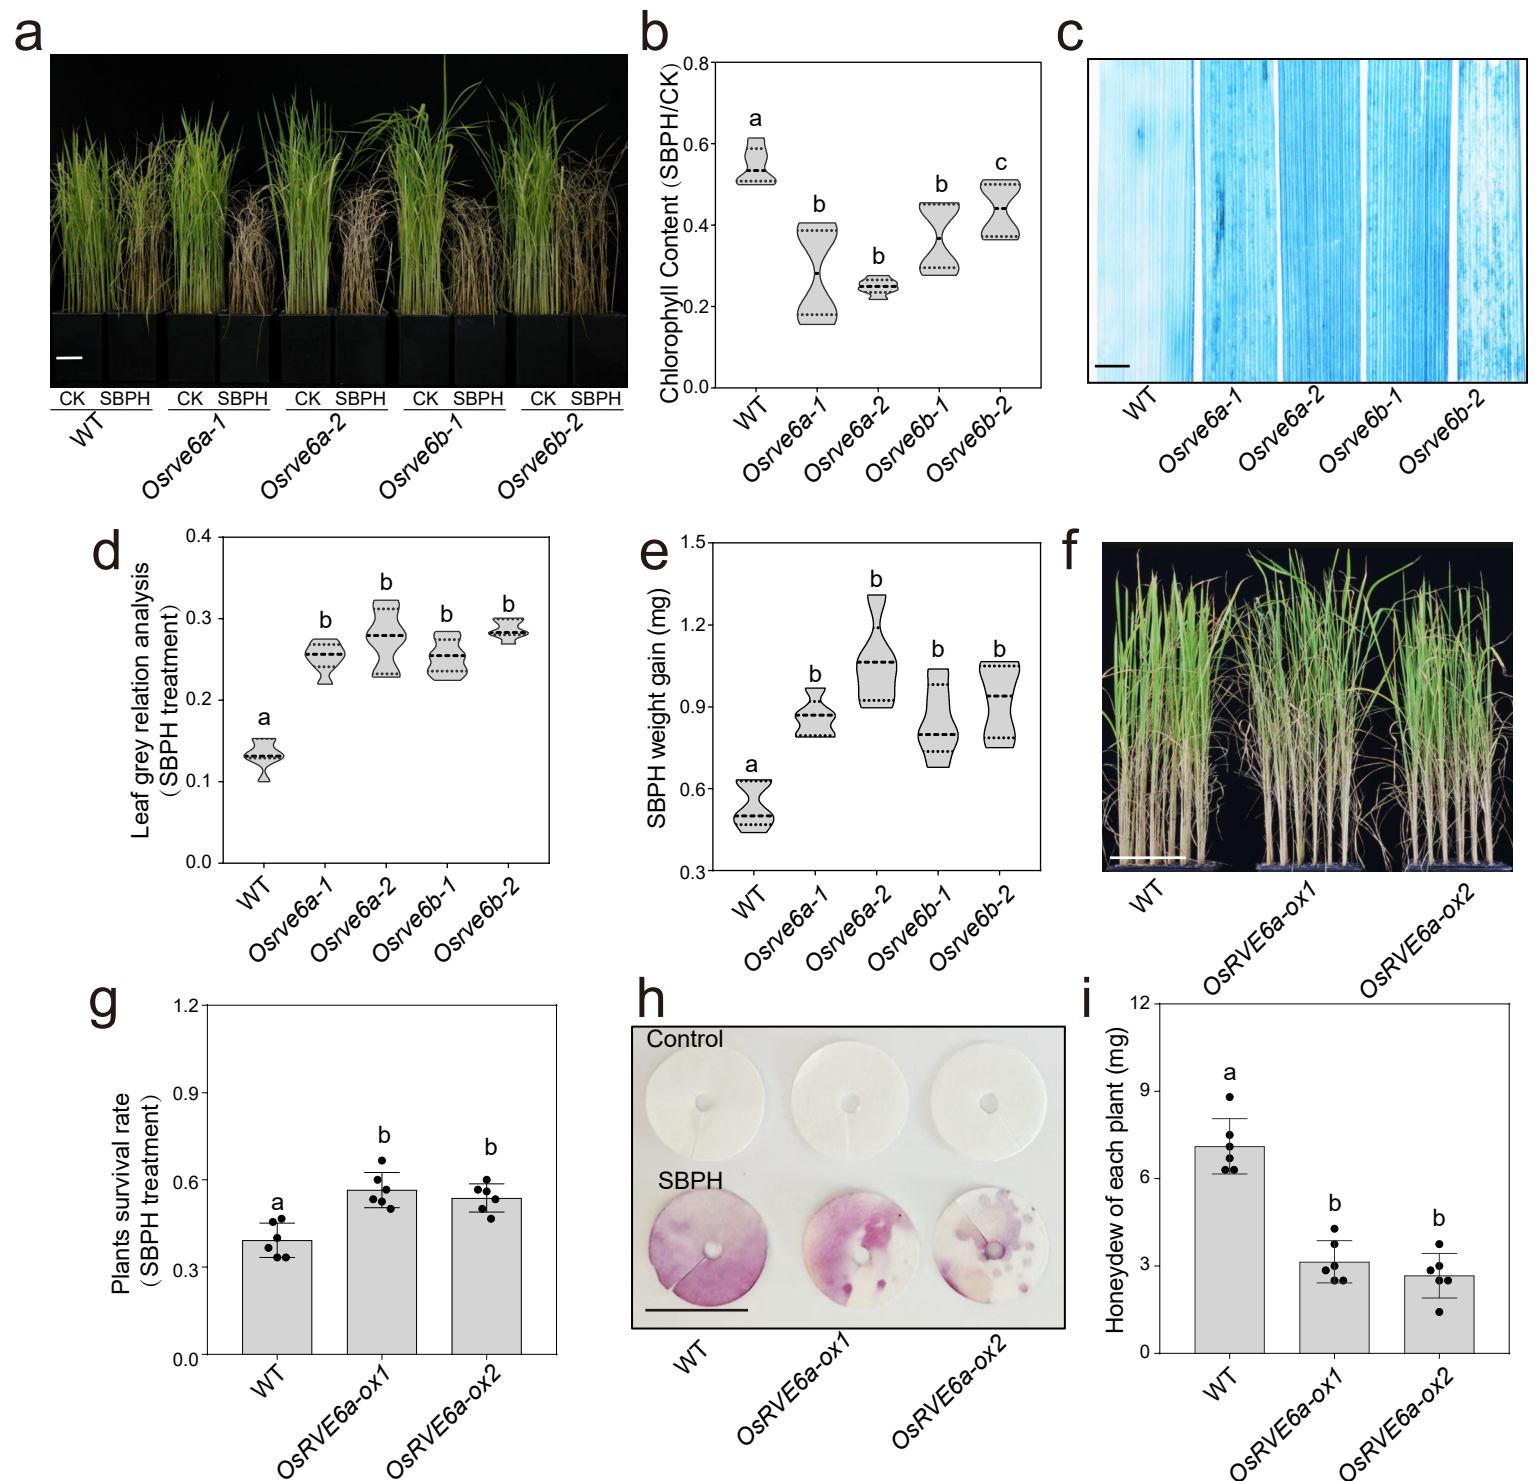 a
CK SBPH CK SBPH CK SBPH CK SBPH CK SBPH
WT
Osrve6a-1
Osrve6a-2
Osrve6b-1
Osrve6b-2
b
Chlorophyll Content (SBPH/CK)
0.8
0.6
0.4
0.2
0.0
a
b
b
b
c
WT
Osrve6a-1
Osrve6a-2
Osrve6b-1
Osrve6b-2
c
WT
Osrve6a-1
Osrve6a-2
Osrve6b-1
Osrve6b-2
d
Leaf grey relation analysis
(SBPH treatment)
0.4
0.3
0.2
0.1
0.0
a
b
b
b
b
WT
Osrve6a-1
Osrve6a-2
Osrve6b-1
Osrve6b-2
e
SBPH weight gain (mg)
1.5
1.2
0.9
0.6
0.3
a
b
b
b
b
WT
Osrve6a-1
Osrve6a-2
Osrve6b-1
Osrve6b-2
f
WT
OsRVE6a-ox1
OsRVE6a-ox2
g
Plants survival rate
(SBPH treatment)
1.2
0.9
0.6
0.3
0.0
a
b
b
WT
OsRVE6a-ox1
OsRVE6a-ox2
h
Control
SBPH
WT
OsRVE6a-ox1
OsRVE6a-ox2
i
Honeydew of each plant (mg)
12
9
6
3
0
a
b
b
WT
OsRVE6a-ox1
OsRVE6a-ox2